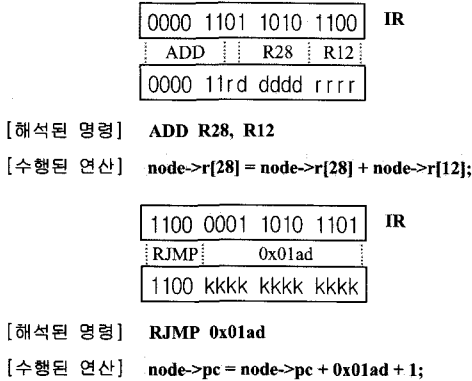 0000 1101 1010 1100 IR
ADD R28 R12
0000 11rd dddd rrrr
[해석된 명령] ADD R28, R12
[수행된 연산] node->r[28] = node->r[28] + node->r[12];
1100 0001 1010 1101 IR
RJMP 0x01ad
1100 kkkk kkkk kkkk
[해석된 명령] RJMP 0x01ad
[수행된 연산] node->pc = node->pc + 0x01ad + 1;